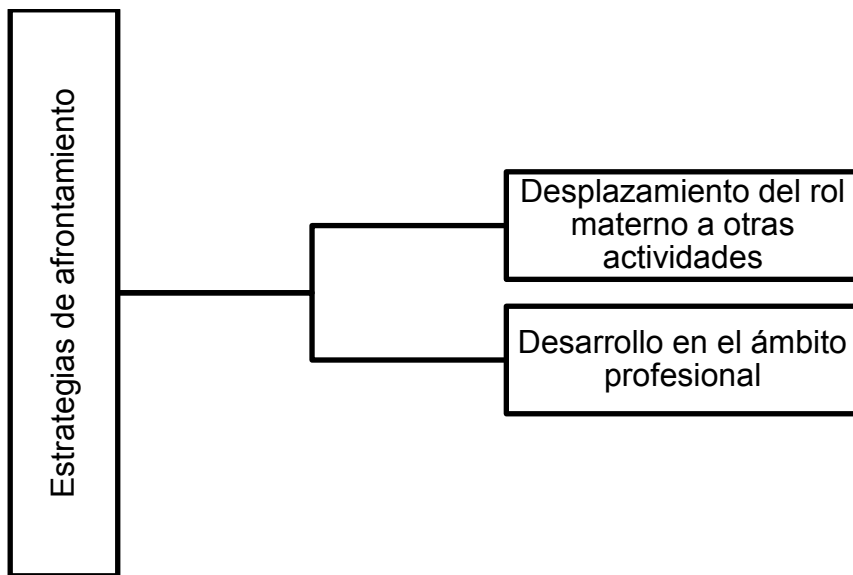 Estrategias de afrontamiento
Desplazamiento del rol
materno a otras
actividades
Desarrollo en el ámbito
profesional